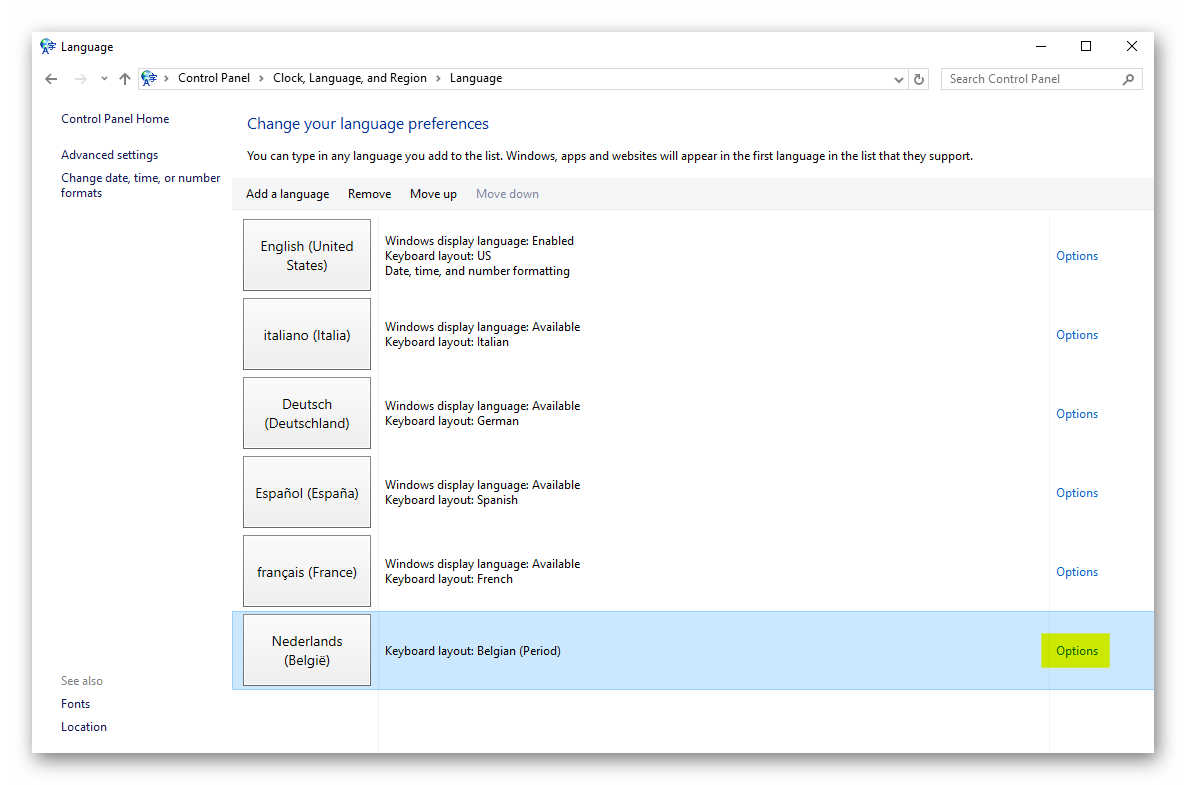 Language
Control Panel › Clock, Language, and Region › Language
Search Control Panel
Control Panel Home
Advanced settings
Change date, time, or number
formats
Change your language preferences
You can type in any language you add to the list. Windows, apps and websites will appear in the first language in the list that they support.
Add a language Remove Move up Move down
English (United
States)
Windows display language: Enabled
Keyboard layout: US
Date, time, and number formatting
Options
italiano (Italia)
Windows display language: Available
Keyboard layout: Italian
Options
Deutsch
(Deutschland)
Windows display language: Available
Keyboard layout: German
Options
Español (España)
Windows display language: Available
Keyboard layout: Spanish
Options
français (France)
Windows display language: Available
Keyboard layout: French
Options
Nederlands
(België)
Keyboard layout: Belgian (Period)
Options
See also
Fonts
Location